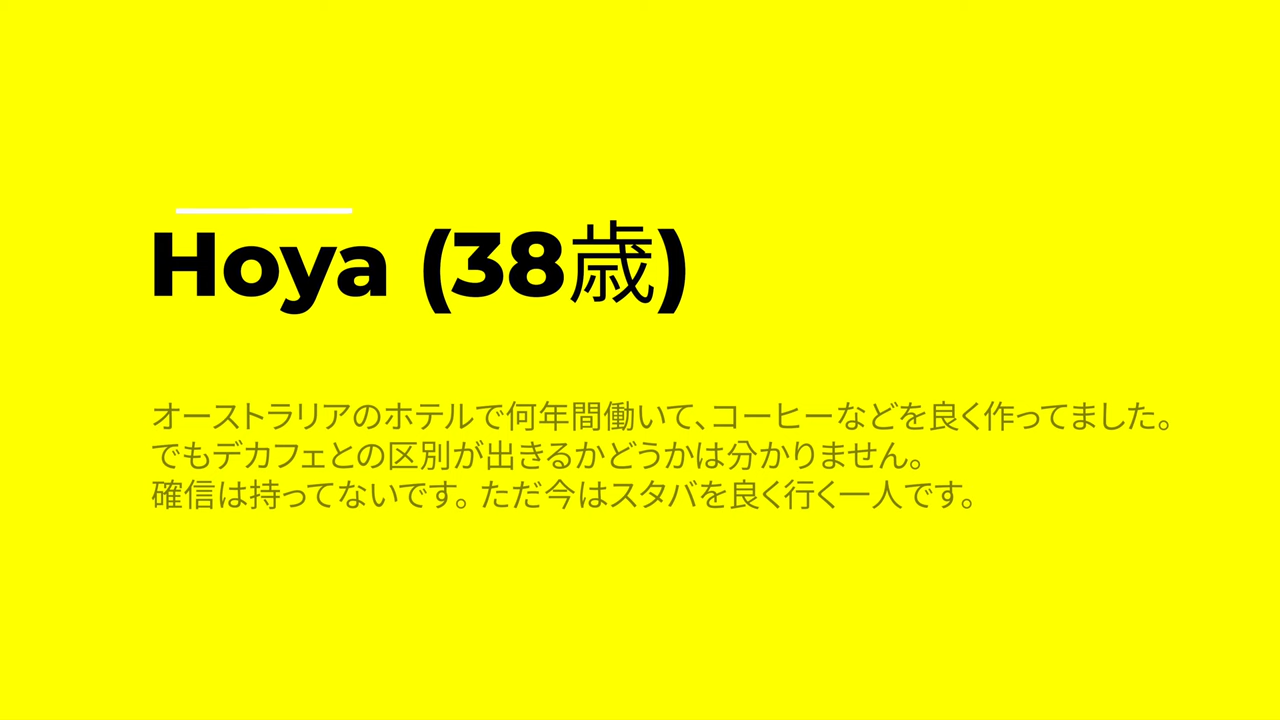 Hoya (38歳)
オーストラリアのホテルで何年間働いて、コーヒーなどを良く作ってました。
でもデカフェとの区別が出きるかどうかは分かりません。
確信は持ってないです。ただ今はスタバを良く行く一人です。